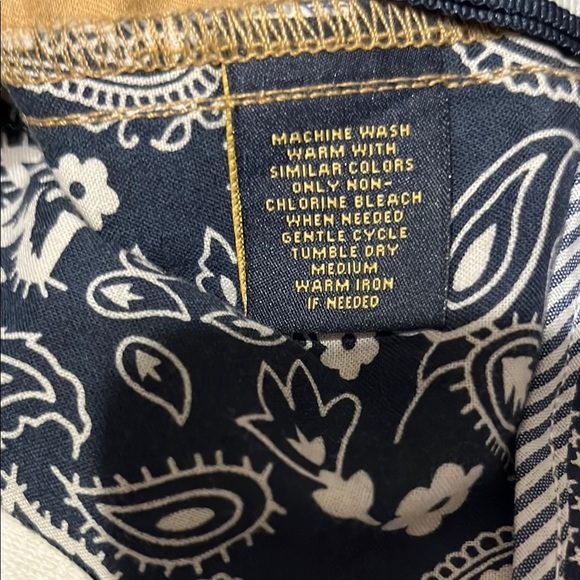 MACHINE WASH
WARM WITH
SIMILAR COLORS
ONLY NON-
CHLORINE BLEACH
WHEN NEEDED
GENTLE CYCLE
TUMBLE DRY
MEDIUM
WARM IRON
IF NEEDED